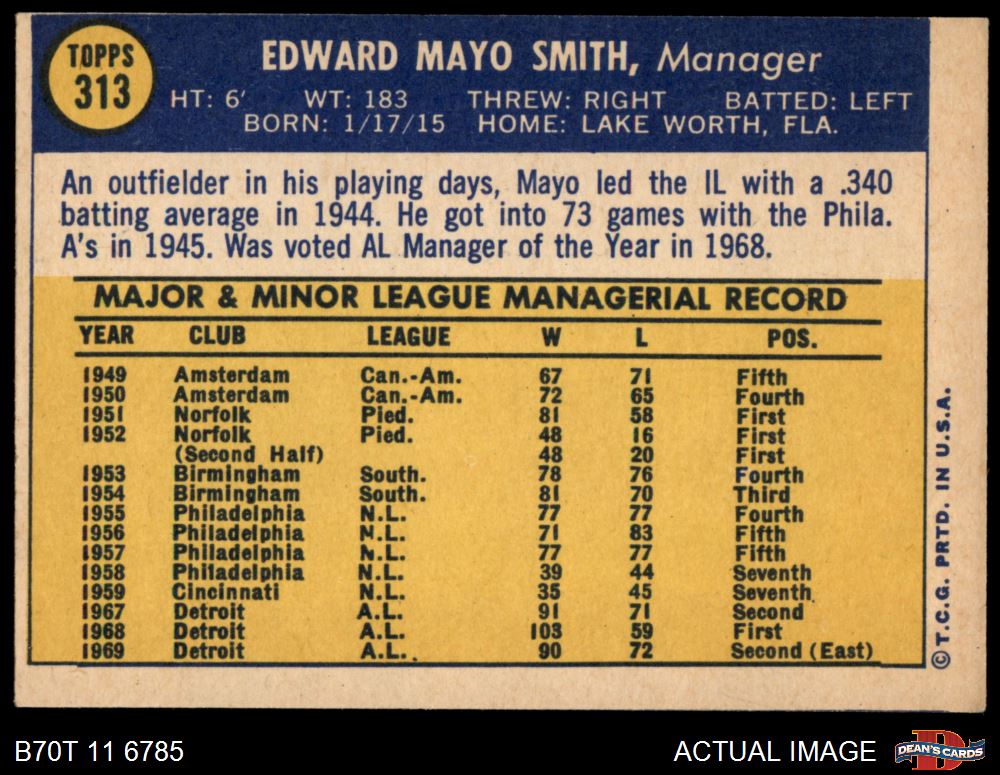 TOPPS
313
EDWARD MAYO SMITH, Manager
HT: 6' WT: 183 THREW: RIGHT BATTED: LEFT
BORN: 1/17/15 HOME: LAKE WORTH, FLA.
An outfielder in his playing days, Mayo led the IL with a .340
batting average in 1944. He got into 73 games with the Phila.
A's in 1945. Was voted AL Manager of the Year in 1968.
MAJOR & MINOR LEAGUE MANAGERIAL RECORD
YEAR CLUB LEAGUE W L POS.
1949 Amsterdam Can.-Am. 67 71 Fifth
1950 Amsterdam Can.-Am. 72 65 Fourth
1951 Norfolk Pied. 81 58 First
1952 Norfolk Pied. 48 16 First
(Second Half) 48 20 First
1953 Birmingham South. 78 76 Fourth
1954 Birmingham South. 81 70 Third
1955 Philadelphia N.L. 77 77 Fourth
1956 Philadelphia N.L. 71 83 Fifth
1957 Philadelphia N.L. 77 77 Fifth
1958 Philadelphia N.L. 39 44 Seventh
1959 Cincinnati N.L. 35 45 Seventh
1967 Detroit A.L. 91 71 Second
1968 Detroit A.L. 103 59 First
1969 Detroit A.L. 90 72 Second (East)
© T.C.G. PRTD. IN U.S.A.
B70T 11 6785 ACTUAL IMAGE
D
DEAN'S CARDS